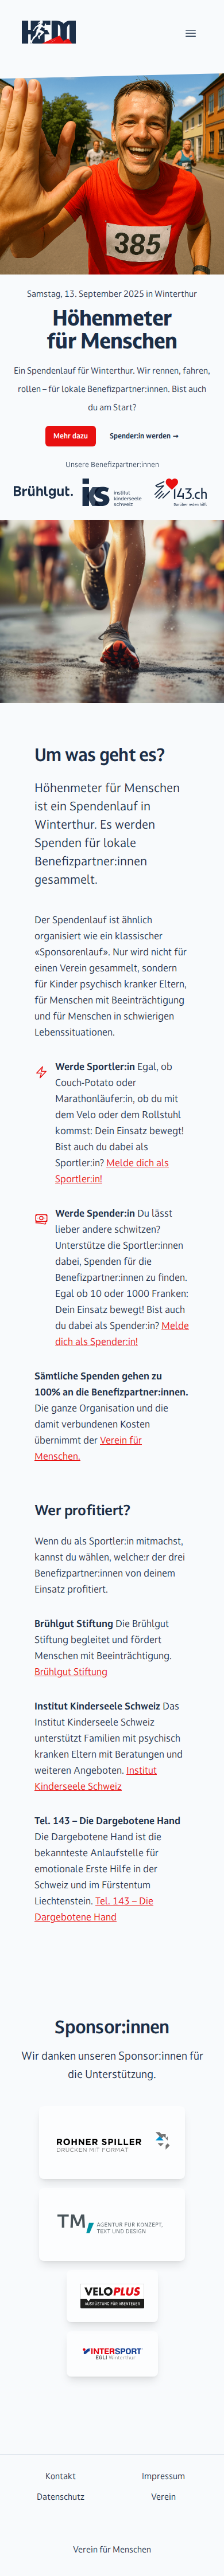 HFM
385
Samstag, 13. September 2025 in Winterthur
Höhenmeter
für Menschen
Ein Spendenlauf für Winterthur. Wir rennen, fahren,
rollen – für lokale Benefizpartner:innen. Bist auch
du am Start?
Mehr dazu
Spender:in werden →
Unsere Benefizpartner:innen
Brühlgut.
iks institut
kinderseele
schweiz
143.ch
Darüber reden hilft
Um was geht es?
Höhenmeter für Menschen
ist ein Spendenlauf in
Winterthur. Es werden
Spenden für lokale
Benefizpartner:innen
gesammelt.
Der Spendenlauf ist ähnlich
organisiert wie ein klassischer
«Sponsorenlauf». Nur wird nicht für
einen Verein gesammelt, sondern
für Kinder psychisch kranker Eltern,
für Menschen mit Beeinträchtigung
und für Menschen in schwierigen
Lebenssituationen.
Werde Sportler:in Egal, ob
Couch-Potato oder
Marathonläufer:in, ob du mit
dem Velo oder dem Rollstuhl
kommst: Dein Einsatz bewegt!
Bist auch du dabei als
Sportler:in? Melde dich als
Sportler:in!
Werde Spender:in Du lässt
lieber andere schwitzen?
Unterstütze die Sportler:innen
dabei, Spenden für die
Benefizpartner:innen zu finden.
Egal ob 10 oder 1000 Franken:
Dein Einsatz bewegt! Bist auch
du dabei als Spender:in? Melde
dich als Spender:in!
Sämtliche Spenden gehen zu
100% an die Benefizpartner:innen.
Die ganze Organisation und die
damit verbundenen Kosten
übernimmt der Verein für
Menschen.
Wer profitiert?
Wenn du als Sportler:in mitmachst,
kannst du wählen, welche:r der drei
Benefizpartner:innen von deinem
Einsatz profitiert.
Brühlgut Stiftung Die Brühlgut
Stiftung begleitet und fördert
Menschen mit Beeinträchtigung.
Brühlgut Stiftung
Institut Kinderseele Schweiz Das
Institut Kinderseele Schweiz
unterstützt Familien mit psychisch
kranken Eltern mit Beratungen und
weiteren Angeboten. Institut
Kinderseele Schweiz
Tel. 143 – Die Dargebotene Hand
Die Dargebotene Hand ist die
bekannteste Anlaufstelle für
emotionale Erste Hilfe in der
Schweiz und im Fürstentum
Liechtenstein. Tel. 143 – Die
Dargebotene Hand
Sponsor:innen
Wir danken unseren Sponsor:innen für
die Unterstützung.
ROHNER SPILLER
DRUCKEN MIT FORMAT
TM/ AGENTUR FÜR KONZEPT,
TEXT UND DESIGN
VELOPLUS
AUSRÜSTUNG FÜR ABENTEUER
INTERSPORT
EGLI Winterthur
Kontakt
Impressum
Datenschutz
Verein
Verein für Menschen